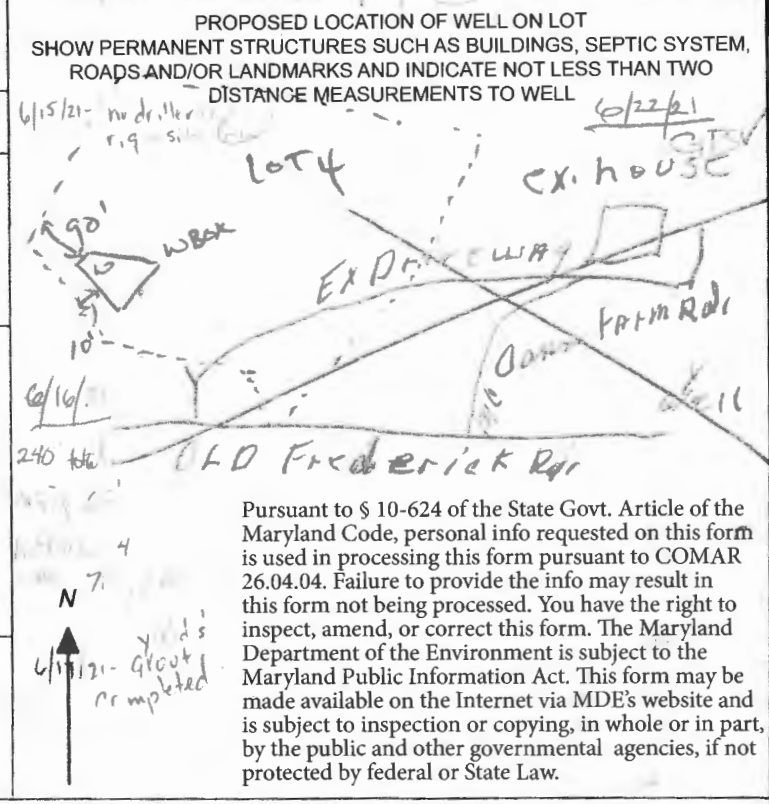 PROPOSED LOCATION OF WELL ON LOT
SHOW PERMANENT STRUCTURES SUCH AS BUILDINGS, SEPTIC SYSTEM,
ROADS AND/OR LANDMARKS AND INDICATE NOT LESS THAN TWO
DISTANCE MEASUREMENTS TO WELL
6/15/21- no driller
rig site
6/22/21
LOT 4
Ex. house
90'
WBOX
W
Ex Driveway
Farm Rd
10'
6/16/
well
240' total
OLD Frederick Rd
4
7
N
6/ /21- grout
completed
Pursuant to § 10-624 of the State Govt. Article of the
Maryland Code, personal info requested on this form
is used in processing this form pursuant to COMAR
26.04.04. Failure to provide the info may result in
this form not being processed. You have the right to
inspect, amend, or correct this form. The Maryland
Department of the Environment is subject to the
Maryland Public Information Act. This form may be
made available on the Internet via MDE's website and
is subject to inspection or copying, in whole or in part,
by the public and other governmental agencies, if not
protected by federal or State Law.